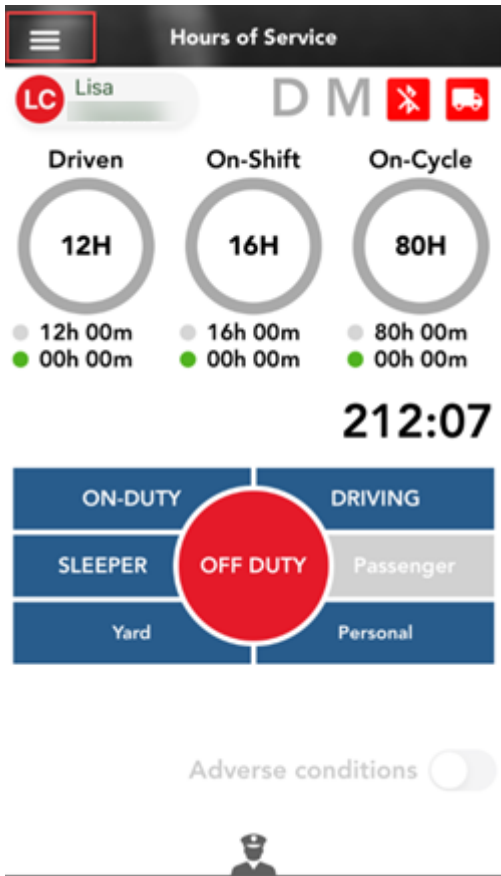 Hours of Service
LC Lisa D M
Driven On-Shift On-Cycle
12H 16H 80H
12h 00m 16h 00m 80h 00m
00h 00m 00h 00m 00h 00m
212:07
ON-DUTY DRIVING
SLEEPER OFF DUTY Passenger
Yard Personal
Adverse conditions